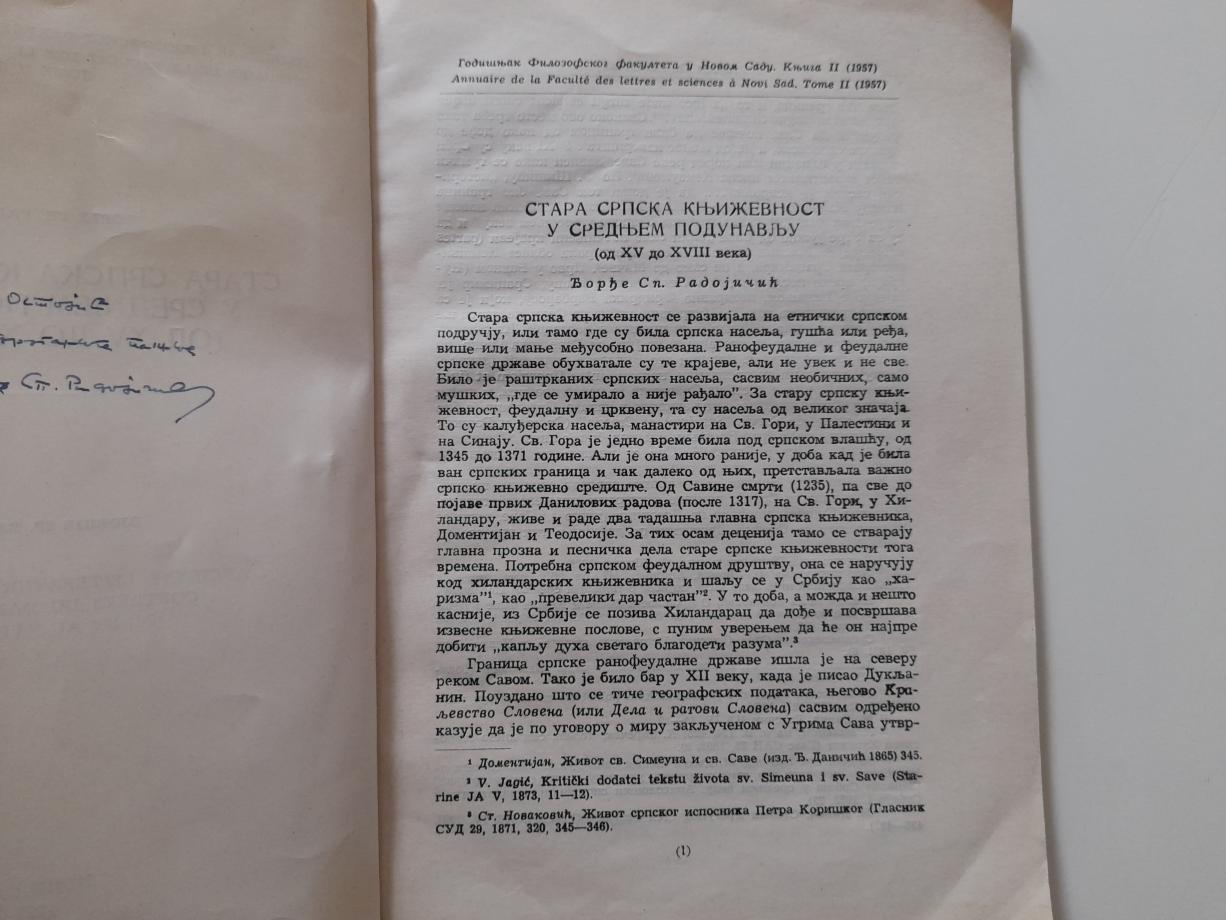 Остојић
Сп. Радојичић
Годишњак Филозофског факултета у Новом Саду. Књига II (1957)
Annuaire de la Faculté des lettres et sciences à Novi Sad. Tome II (1957)
СТАРА СРПСКА КЊИЖЕВНОСТ
У СРЕДЊЕМ ПОДУНАВЉУ
(од XV до XVIII века)
Ђорђе Сп. Радојичић
Стара српска књижевност се развијала на етнички српском
подручју, или тамо где су била српска насеља, гушћа или ређа,
више или мање међусобно повезана. Ранофеудалне и феудалне
српске државе обухватале су те крајеве, али не увек и не све.
Било је раштрканих српских насеља, сасвим необичних, само
мушких, „где се умирало а није рађало”. За стару српску књи-
жевност, феудалну и црквену, та су насеља од великог значаја.
То су калуђерска насеља, манастири на Св. Гори, у Палестини и
на Синају. Св. Гора је једно време била под српском влашћу, од
1345 до 1371 године. Али је она много раније, у доба кад је била
ван српских граница и чак далеко од њих, претстављала важно
српско књижевно средиште. Од Савине смрти (1235), па све до
појаве првих Данилових радова (после 1317), на Св. Гори, у Хи-
ландару, живе и раде два тадашња главна српска књижевника,
Доментијан и Теодосије. За тих осам деценија тамо се стварају
главна прозна и песничка дела старе српске књижевности тога
времена. Потребна српском феудалном друштву, она се наручују
код хиландарских књижевника и шаљу се у Србију као „ха-
ризма”¹, као „превелики дар частан”². У то доба, а можда и нешто
касније, из Србије се позива Хиландарац да дође и посвршава
извесне књижевне послове, с пуним уверењем да ће он најпре
добити „капљу духа светаго благодети разума”.³
Граница српске ранофеудалне државе ишла је на северу
реком Савом. Тако је било бар у XII веку, када је писао Дукља-
нин. Поуздано што се тиче географских података, његово Кра-
љевство Словена (или Дела и ратови Словена) сасвим одређено
казује да је по уговору о миру закљученом с Угрима Сава утвр-
¹ Доментијан, Живот св. Симеуна и св. Саве (изд. Ђ. Даничић 1865) 345.
² V. Jagić, Kritički dodatci tekstu života sv. Simeuna i sv. Save (Sta-
rine JA V, 1873, 11—12).
³ Ст. Новаковић, Живот српског испосника Петра Коришког (Гласник
СУД 29, 1871, 320, 345—346).
(1)